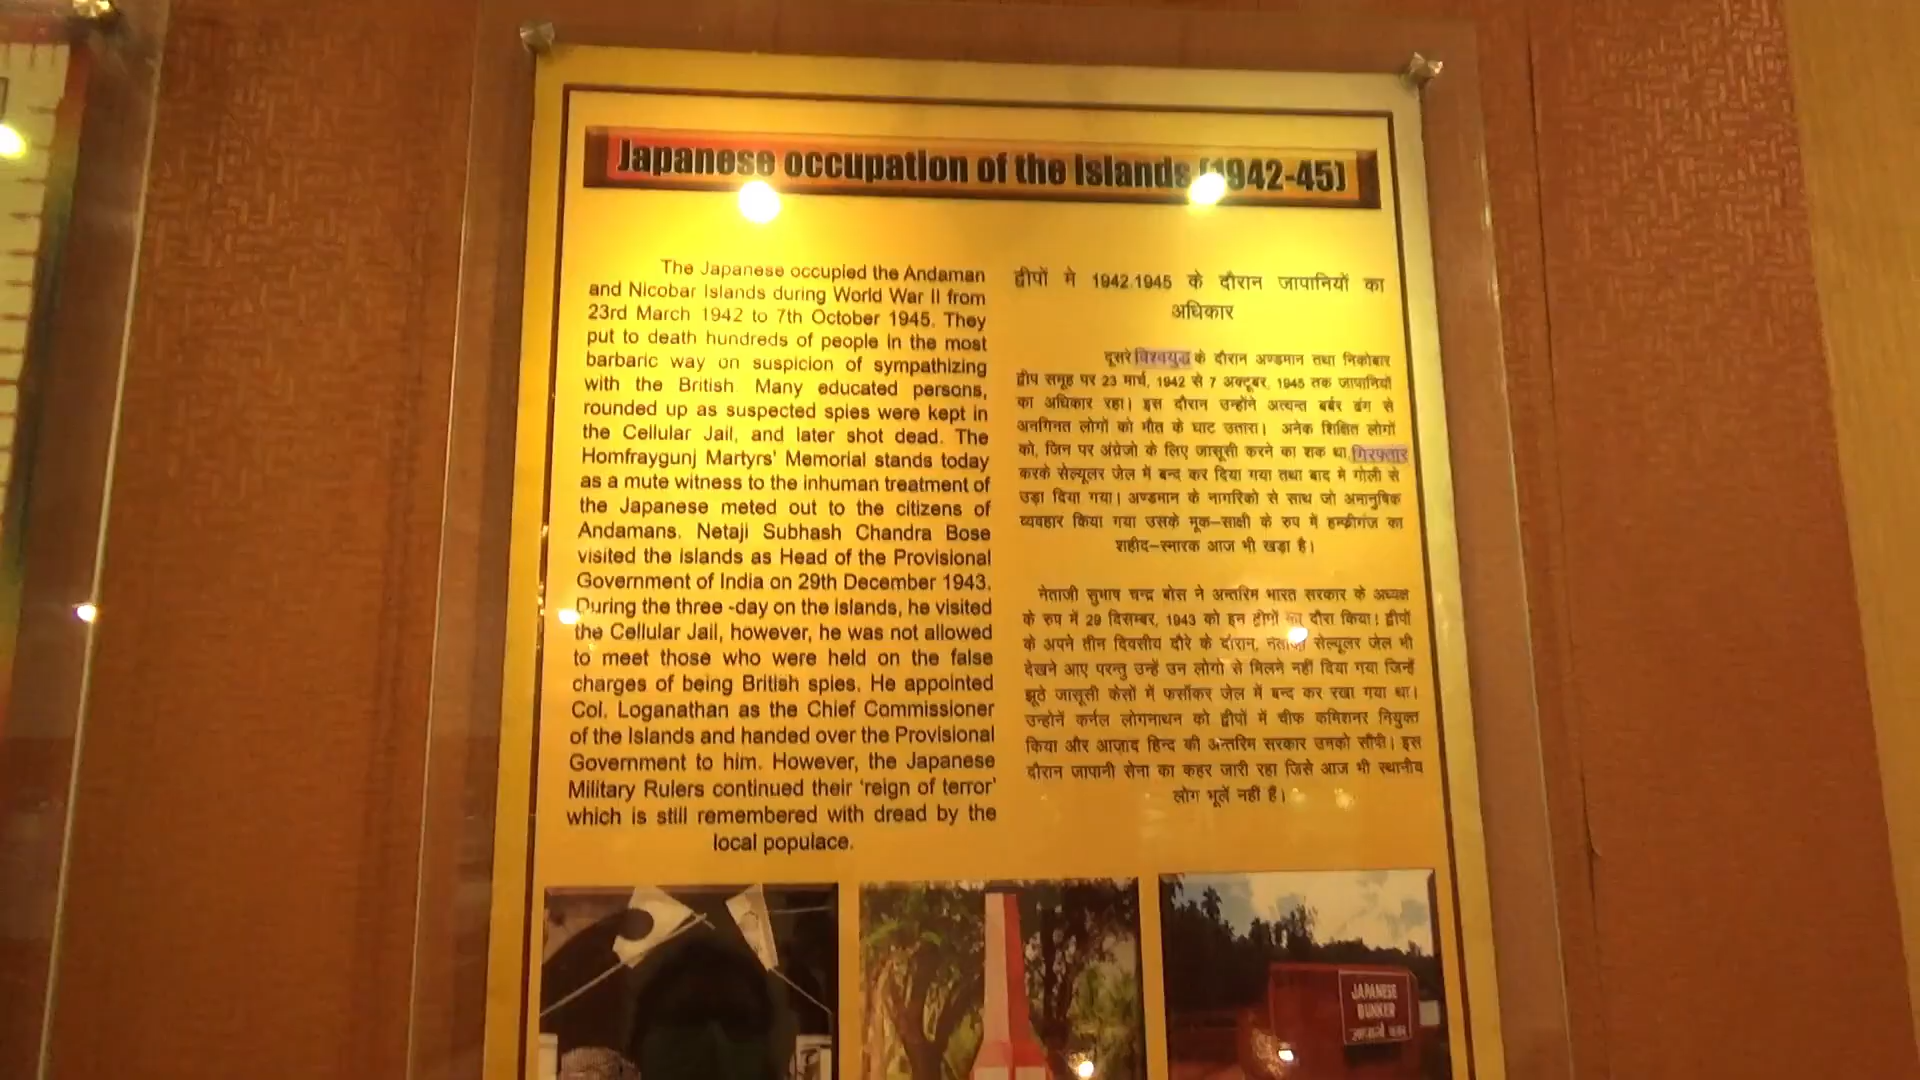 Japanese occupation of the Islands (1942-45)
The Japanese occupied the Andaman
and Nicobar Islands during World War II from
23rd March 1942 to 7th October 1945. They
put to death hundreds of people in the most
barbaric way on suspicion of sympathizing
with the British. Many educated persons,
rounded up as suspected spies were kept in
the Cellular Jail, and later shot dead. The
Homfraygunj Martyrs' Memorial stands today
as a mute witness to the inhuman treatment of
the Japanese meted out to the citizens of
Andamans. Netaji Subhash Chandra Bose
visited the islands as Head of the Provisional
Government of India on 29th December 1943.
During the three -day on the islands, he visited
the Cellular Jail, however, he was not allowed
to meet those who were held on the false
charges of being British spies. He appointed
Col. Loganathan as the Chief Commissioner
of the Islands and handed over the Provisional
Government to him. However, the Japanese
Military Rulers continued their 'reign of terror'
which is still remembered with dread by the
local populace.
द्वीपों मे 1942.1945 के दौरान जापानियों का
अधिकार
दूसरे विश्वयुद्ध के दौरान अण्डमान तथा निकोबार
द्वीप समूह पर 23 मार्च, 1942 से 7 अक्टूबर, 1945 तक जापानियों
का अधिकार रहा। इस दौरान उन्होंने अत्यन्त बर्बर ढंग से
अनगिनत लोगों को मौत के घाट उतारा। अनेक शिक्षित लोगों
को, जिन पर अंग्रेजो के लिए जासूसी करने का शक था, गिरफ्तार
करके सेल्यूलर जेल में बन्द कर दिया गया तथा बाद मे गोली से
उड़ा दिया गया। अण्डमान के नागरिको से साथ जो अमानुषिक
व्यवहार किया गया उसके मूक–साक्षी के रुप में हम्फ्रीगंज का
शहीद–स्मारक आज भी खड़ा है।
नेताजी सुभाष चन्द्र बोस ने अन्तरिम भारत सरकार के अध्यक्ष
के रुप में 29 दिसम्बर, 1943 को इन द्वीपों का दौरा किया। द्वीपों
के अपने तीन दिवसीय दौरे के दौरान, नेताजी सेल्यूलर जेल भी
देखने आए परन्तु उन्हें उन लोगो से मिलने नहीं दिया गया जिन्हें
झूठे जासूसी केसों में फसाँकर जेल में बन्द कर रखा गया था।
उन्होनें कर्नल लोगनाथन को द्वीपों में चीफ कमिशनर नियुक्त
किया और आज़ाद हिन्द की अन्तरिम सरकार उनको सौंपी। इस
दौरान जापानी सेना का कहर जारी रहा जिसे आज भी स्थानीय
लोग भूलें नहीं हैं।
JAPANESE
BUNKER
जापानी बंकर